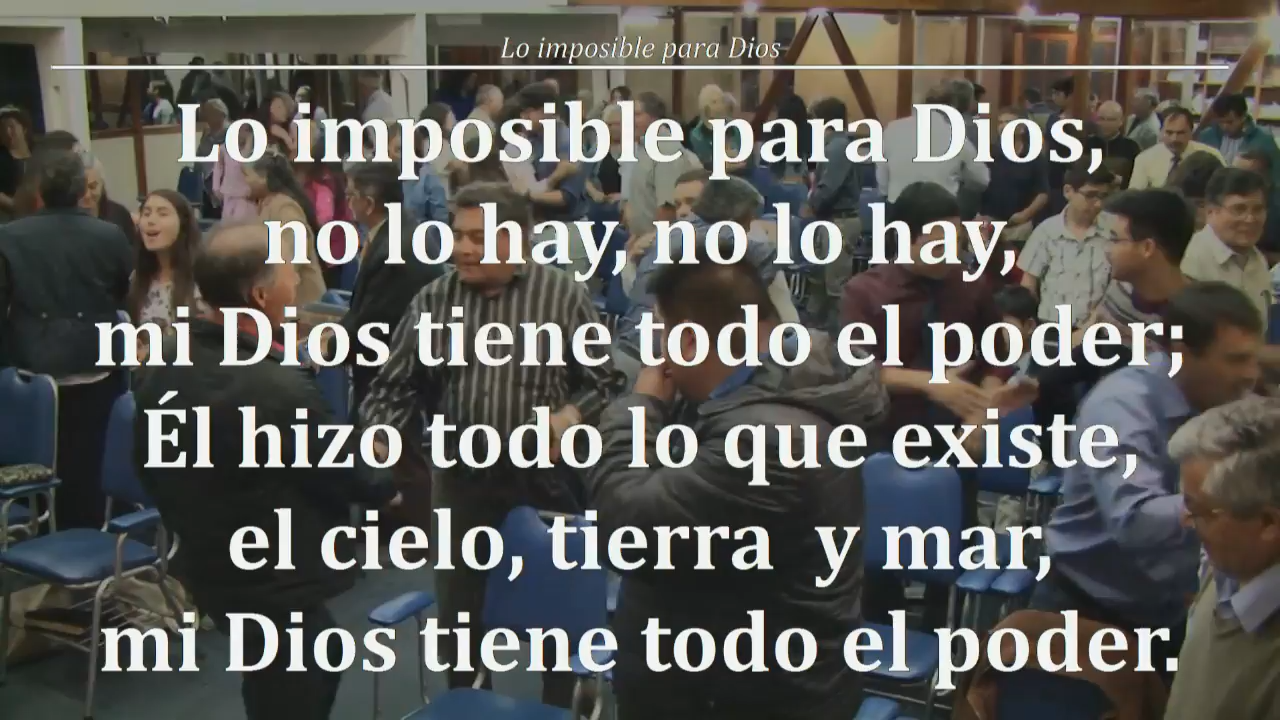 Lo imposible para Dios
Lo imposible para Dios,
no lo hay, no lo hay,
mi Dios tiene todo el poder;
Él hizo todo lo que existe,
el cielo, tierra  y mar,
mi Dios tiene todo el poder.